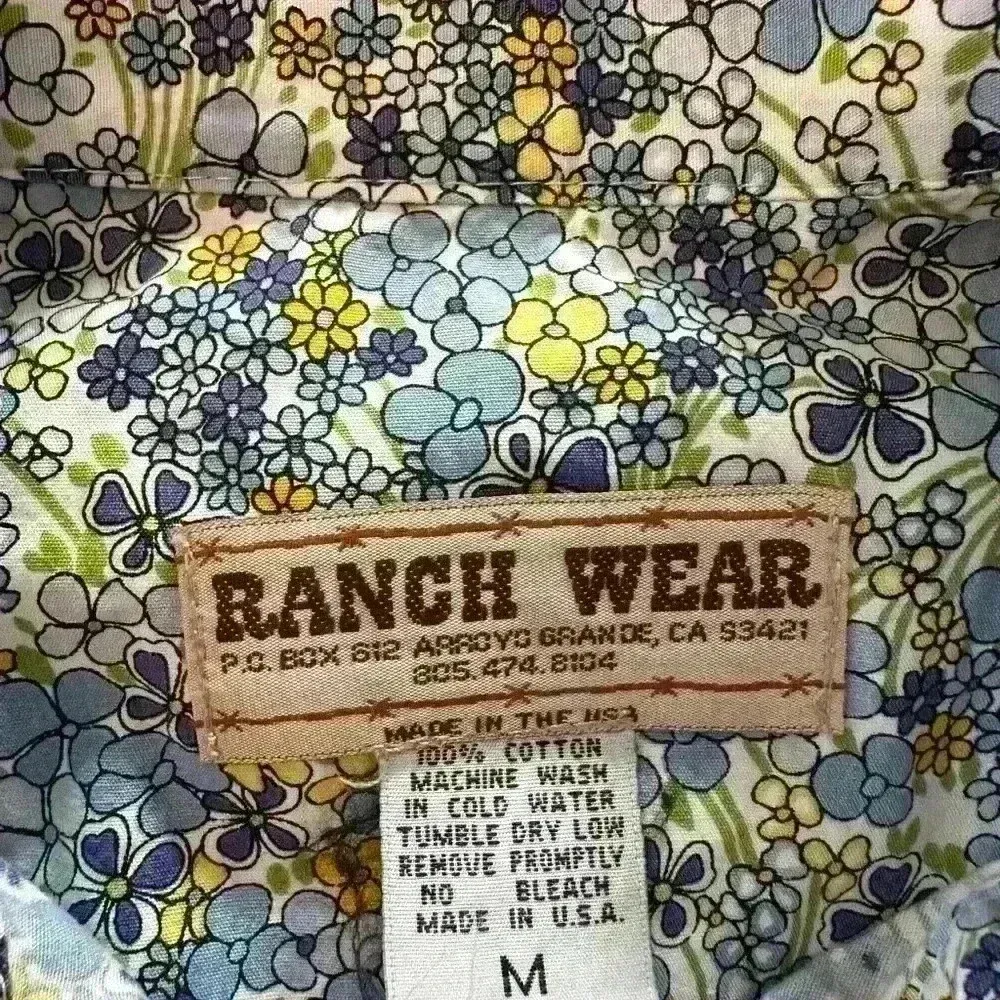 RANCH WEAR
P.O. BOX 612 ARROYO GRANDE, CA 93421
805.474.8104
MADE IN THE USA
100% COTTON
MACHINE WASH
IN COLD WATER
TUMBLE DRY LOW
REMOVE PROMPTLY
NO BLEACH
MADE IN U.S.A.
M